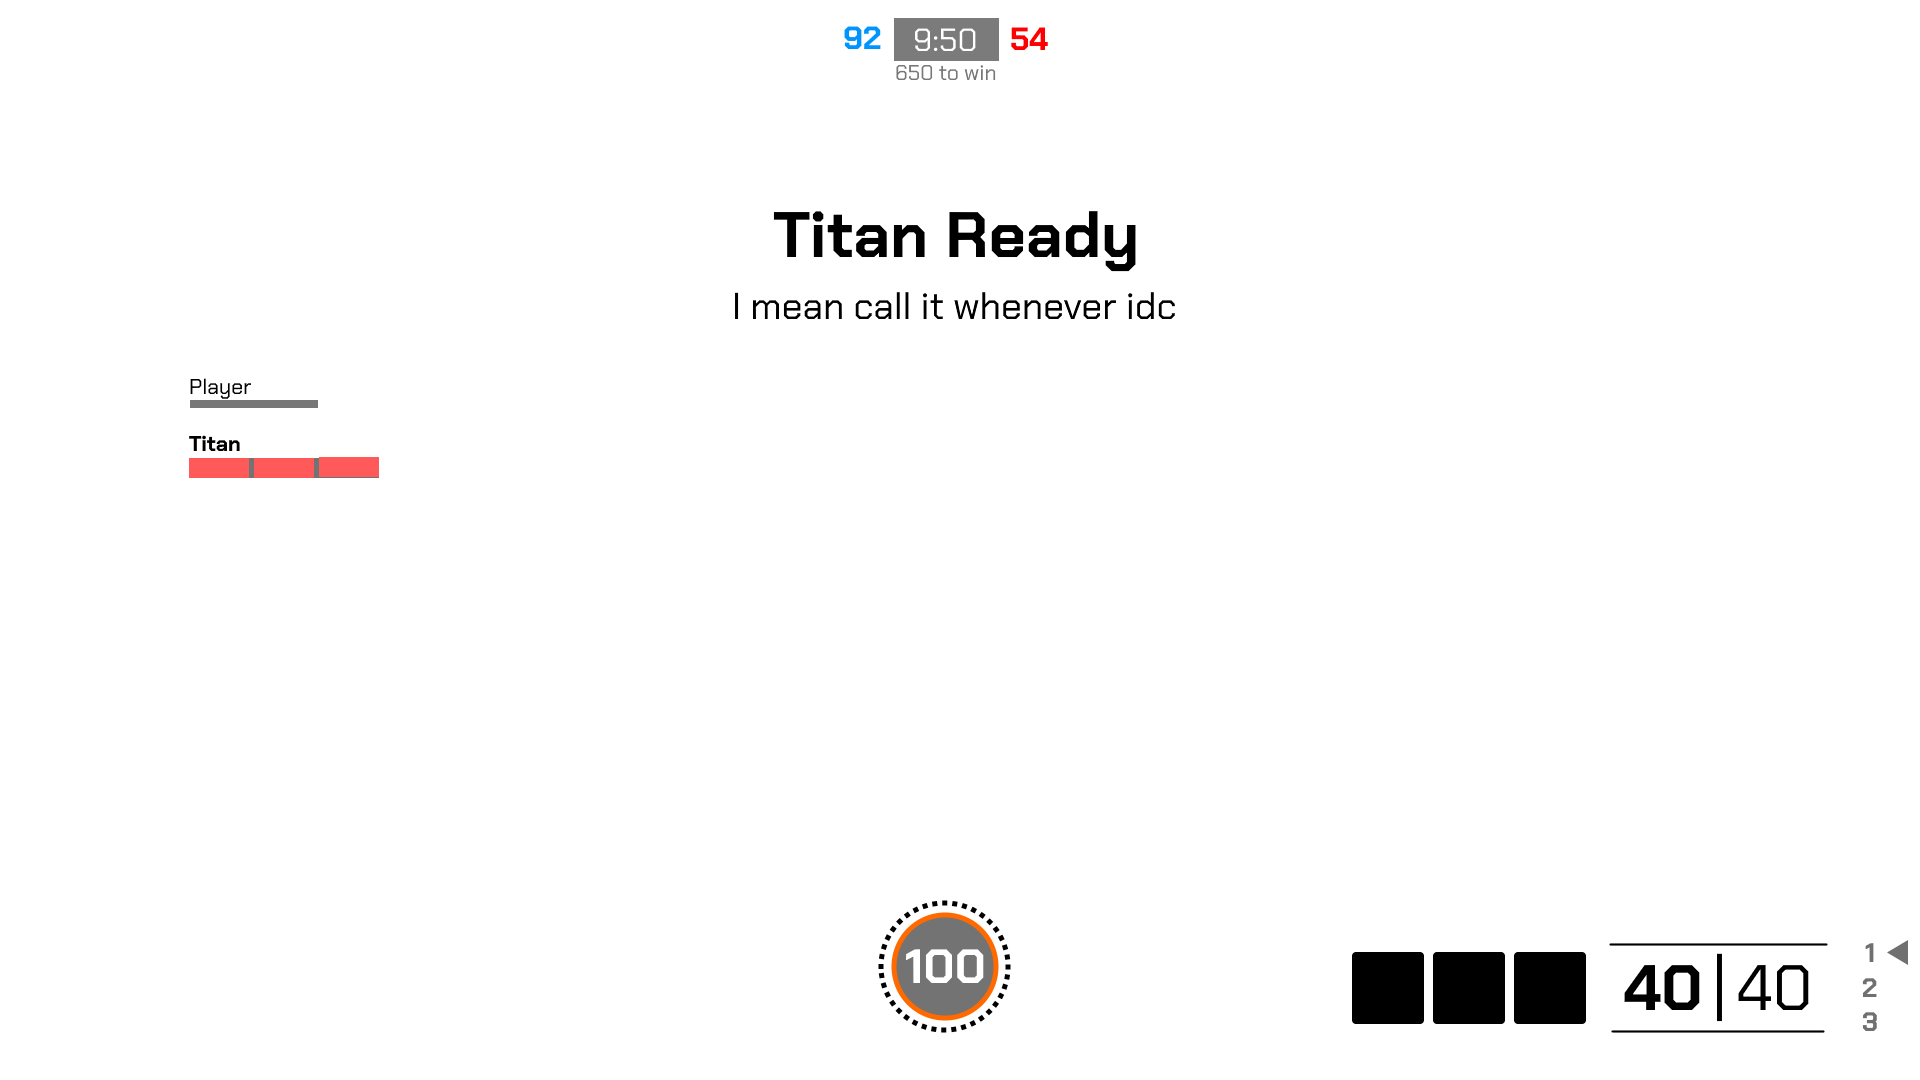 92 9:50 54
650 to win
Titan Ready
I mean call it whenever idc
Player
Titan
100
40 | 40
1
2
3